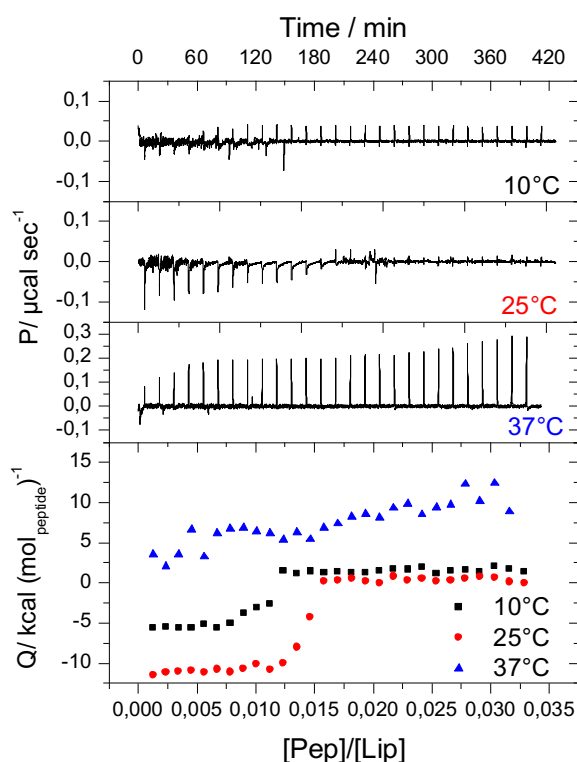 Time / min
0 60 120 180 240 300 360 420
0,1
0,0
-0,1
10°C
0,1
0,0
-0,1
25°C
P/ µcal sec⁻¹
0,3
0,2
0,1
0,0
-0,1
37°C
15
10
5
0
-5
-10
Q/ kcal (mol_peptide)⁻¹
10°C
25°C
37°C
0,000 0,005 0,010 0,015 0,020 0,025 0,030 0,035
[Pep]/[Lip]